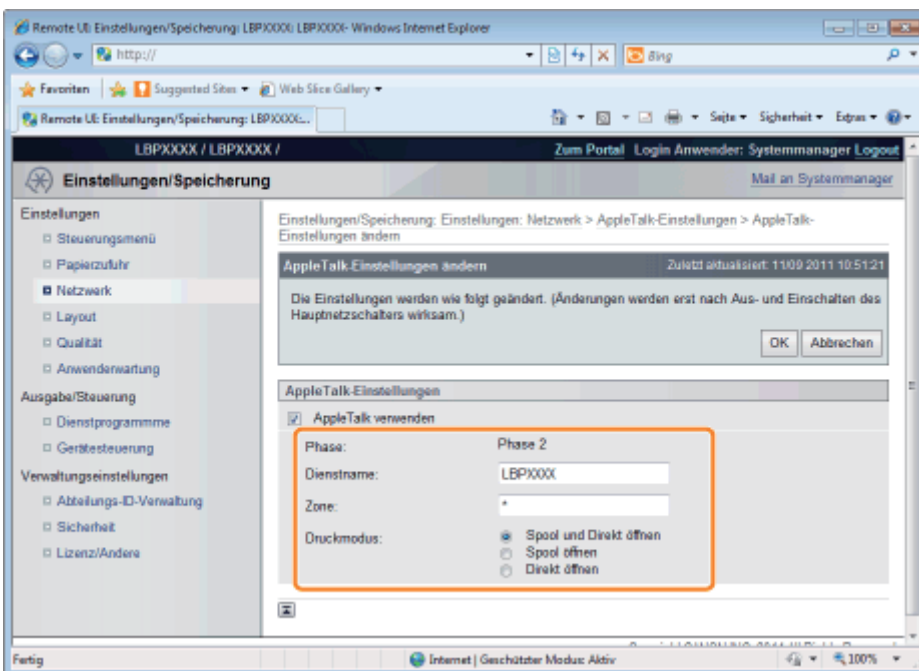 Remote UI: Einstellungen/Speicherung: LBPXXXX: LBPXXXX - Windows Internet Explorer
http://
Bing
Favoriten Suggested Sites Web Slice Gallery
Remote UI: Einstellungen/Speicherung: LBPXXXX:... Seite Sicherheit Extras
LBPXXXX / LBPXXXX / Zum Portal Login Anwender: Systemmanager Logout
Einstellungen/Speicherung Mail an Systemmanager
Einstellungen
Steuerungsmenü
Papierzufuhr
Netzwerk
Layout
Qualität
Anwenderwartung
Ausgabe/Steuerung
Dienstprogrammme
Gerätesteuerung
Verwaltungseinstellungen
Abteilungs-ID-Verwaltung
Sicherheit
Lizenz/Andere
Einstellungen/Speicherung: Einstellungen: Netzwerk > AppleTalk-Einstellungen > AppleTalk-
Einstellungen ändern
AppleTalk-Einstellungen ändern Zuletzt aktualisiert: 11/09 2011 10:51:21
Die Einstellungen werden wie folgt geändert. (Änderungen werden erst nach Aus- und Einschalten des
Hauptnetzschalters wirksam.)
OK Abbrechen
AppleTalk-Einstellungen
AppleTalk verwenden
Phase: Phase 2
Dienstname: LBPXXXX
Zone: *
Druckmodus: Spool und Direkt öffnen
Spool öffnen
Direkt öffnen
Fertig Internet | Geschützter Modus: Aktiv 100%